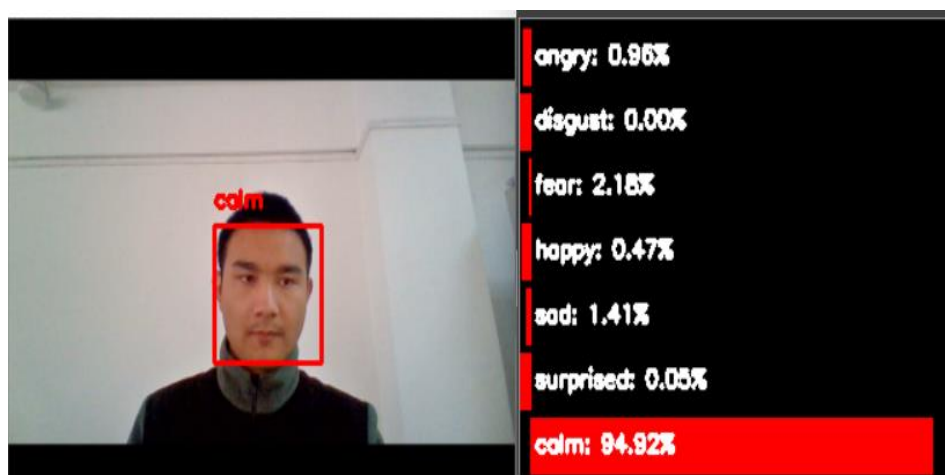 calm
angry: 0.96%
disgust: 0.00%
fear: 2.18%
happy: 0.47%
sad: 1.41%
surprised: 0.05%
calm: 94.92%